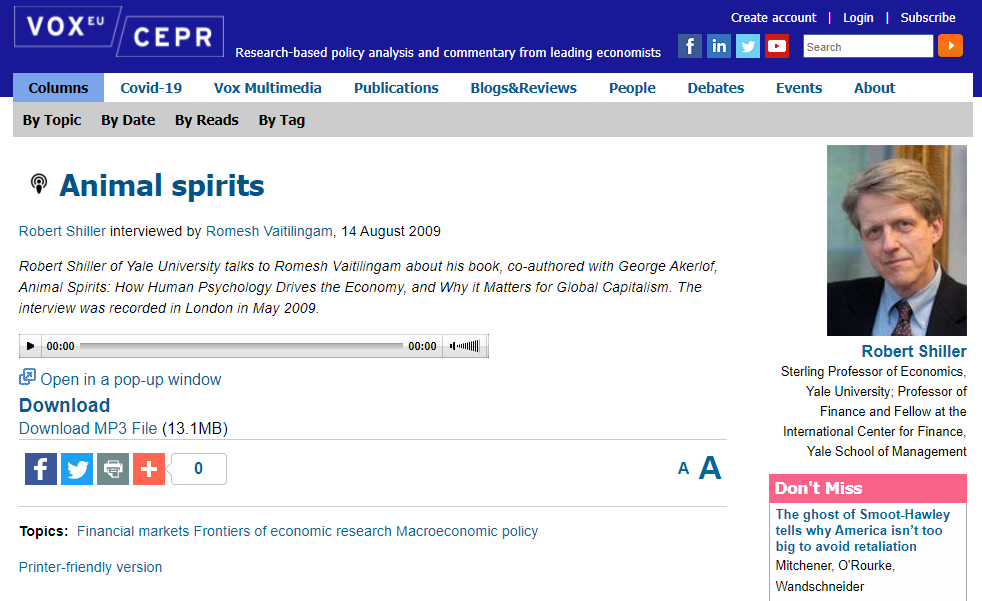 VOX EU
CEPR
Research-based policy analysis and commentary from leading economists
Create account | Login | Subscribe
Search
Columns Covid-19 Vox Multimedia Publications Blogs&Reviews People Debates Events About
By Topic By Date By Reads By Tag
Animal spirits
Robert Shiller interviewed by Romesh Vaitilingam, 14 August 2009
Robert Shiller of Yale University talks to Romesh Vaitilingam about his book, co-authored with George Akerlof,
Animal Spirits: How Human Psychology Drives the Economy, and Why it Matters for Global Capitalism. The
interview was recorded in London in May 2009.
00:00 00:00
Open in a pop-up window
Download
Download MP3 File (13.1MB)
0
A A
Topics: Financial markets Frontiers of economic research Macroeconomic policy
Printer-friendly version
Robert Shiller
Sterling Professor of Economics,
Yale University; Professor of
Finance and Fellow at the
International Center for Finance,
Yale School of Management
Don't Miss
The ghost of Smoot-Hawley
tells why America isn’t too
big to avoid retaliation
Mitchener, O'Rourke,
Wandschneider